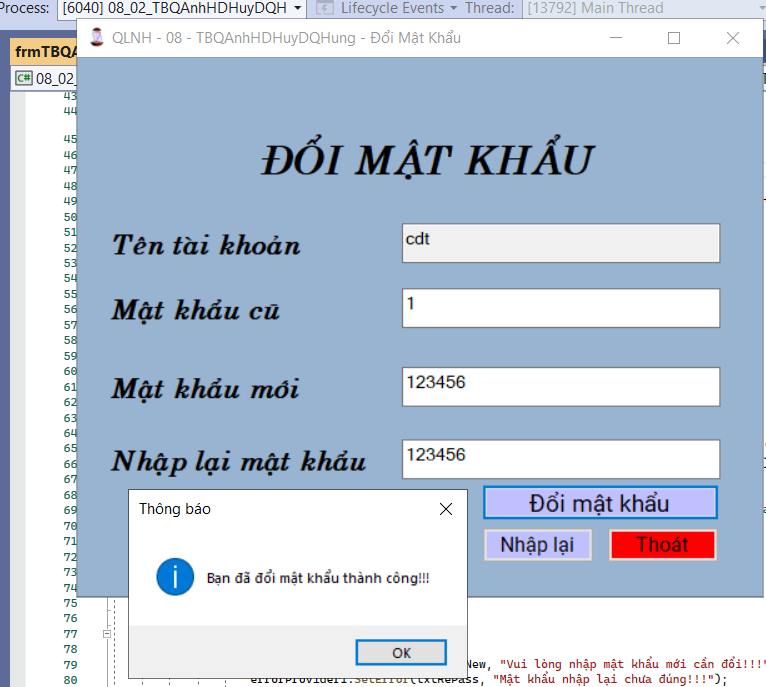 Process: [6040] 08_02_TBQAnhHDHuyDQH Lifecycle Events Thread: [13792] Main Thread
frmTBQA
QLNH - 08 - TBQAnhHDHuyDQHung - Đổi Mật Khẩu
C# 08_02_
43
44
45
46
47
48
49
50
51
52
53
54
55
56
57
58
59
60
61
62
63
64
65
66
67
68
69
70
71
72
73
74
75
76
77
78
79
80
ĐỔI MẬT KHẨU
Tên tài khoản cdt
Mật khẩu cũ 1
Mật khẩu mới 123456
Nhập lại mật khẩu 123456
Đổi mật khẩu
Nhập lại Thoát
Thông báo
Bạn đã đổi mật khẩu thành công!!!
OK
New, "Vui lòng nhập mật khẩu mới cần đổi!!!"
errorProvider1.SetError(txtRePass, "Mật khẩu nhập lại chưa đúng!!!");